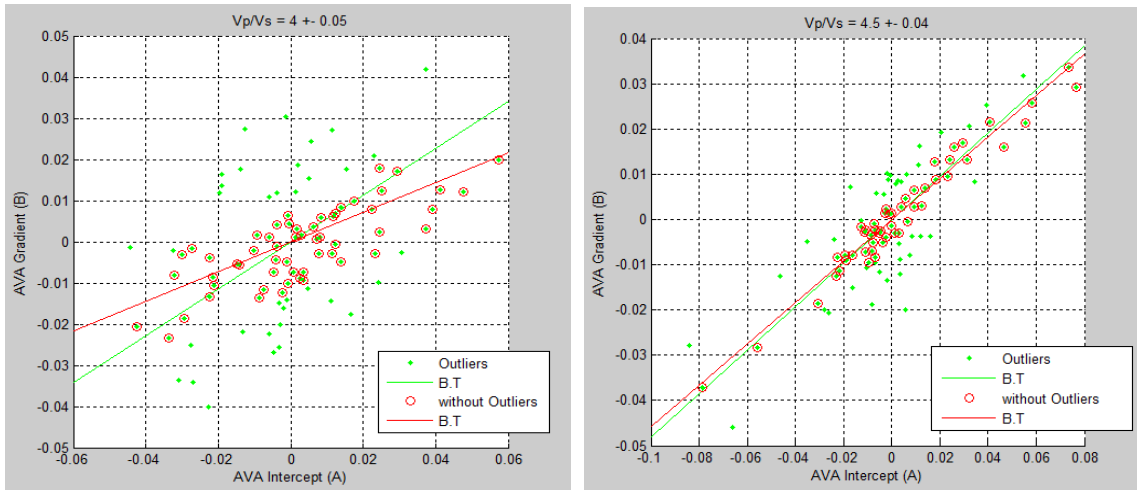 Vp/Vs = 4 +- 0.05
AVA Gradient (B)
0.05
0.04
0.03
0.02
0.01
0
-0.01
-0.02
-0.03
-0.04
-0.05
-0.06
-0.04
-0.02
0
0.02
0.04
0.06
AVA Intercept (A)
Outliers
B.T
without Outliers
B.T
Vp/Vs = 4.5 +- 0.04
AVA Gradient (B)
0.04
0.03
0.02
0.01
0
-0.01
-0.02
-0.03
-0.04
-0.05
-0.1
-0.08
-0.06
-0.04
-0.02
0
0.02
0.04
0.06
0.08
AVA Intercept (A)
Outliers
B.T
without Outliers
B.T